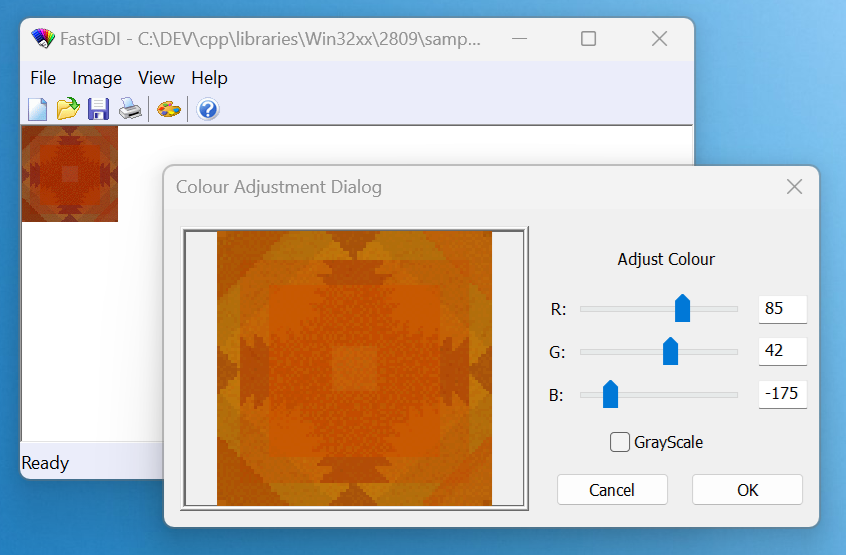 FastGDI - C:\DEV\cpp\libraries\Win32xx\2809\samp...
File Image View Help
Colour Adjustment Dialog
Adjust Colour
R: 85
G: 42
B: -175
GrayScale
Cancel OK
Ready